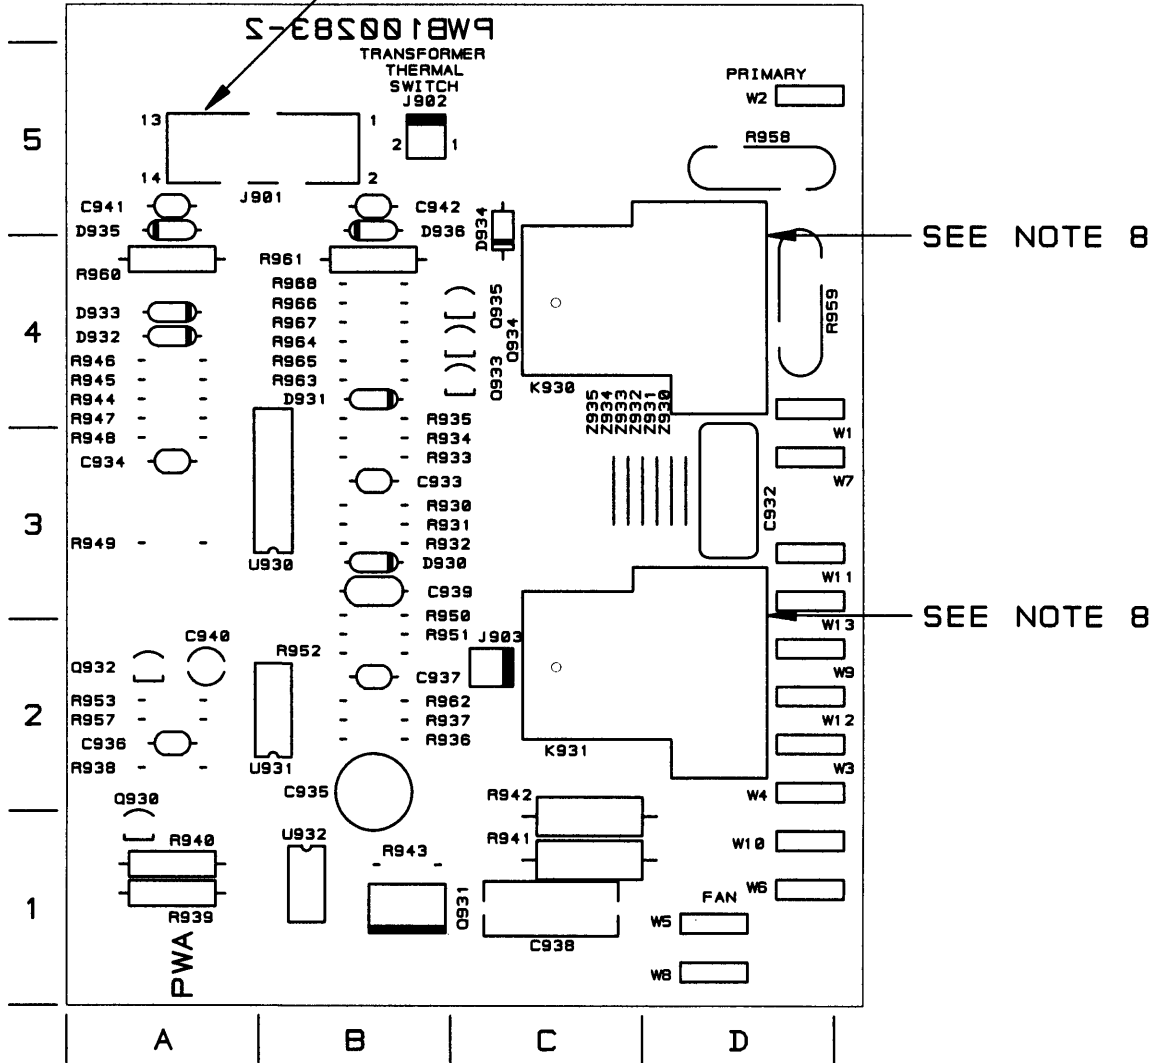 PWB100283-2
TRANSFORMER
THERMAL
SWITCH
J902
PRIMARY
W2
13
1
2
1
5
R958
14
2
J901
C941
C942
D934
D935
D936
SEE NOTE 8
R960
R961
R968
Q935
D933
R966
R967
Q934
R959
4
D932
R964
R946
R965
Q933
R945
R963
K930
R944
D931
Z935
Z934
Z933
Z932
Z931
Z930
R947
R935
W1
R948
R934
C934
R933
C933
W7
R930
C932
3
R931
R949
R932
U930
D930
W11
C939
R950
SEE NOTE 8
W13
C940
R951
J903
Q932
R952
C937
W9
R953
R962
2
R957
R937
W12
C936
R936
K931
R938
U931
W3
C935
R942
W4
Q930
U932
R941
R940
R943
W10
1
R939
Q931
FAN
W6
W5
C938
PWA
W8
A
B
C
D